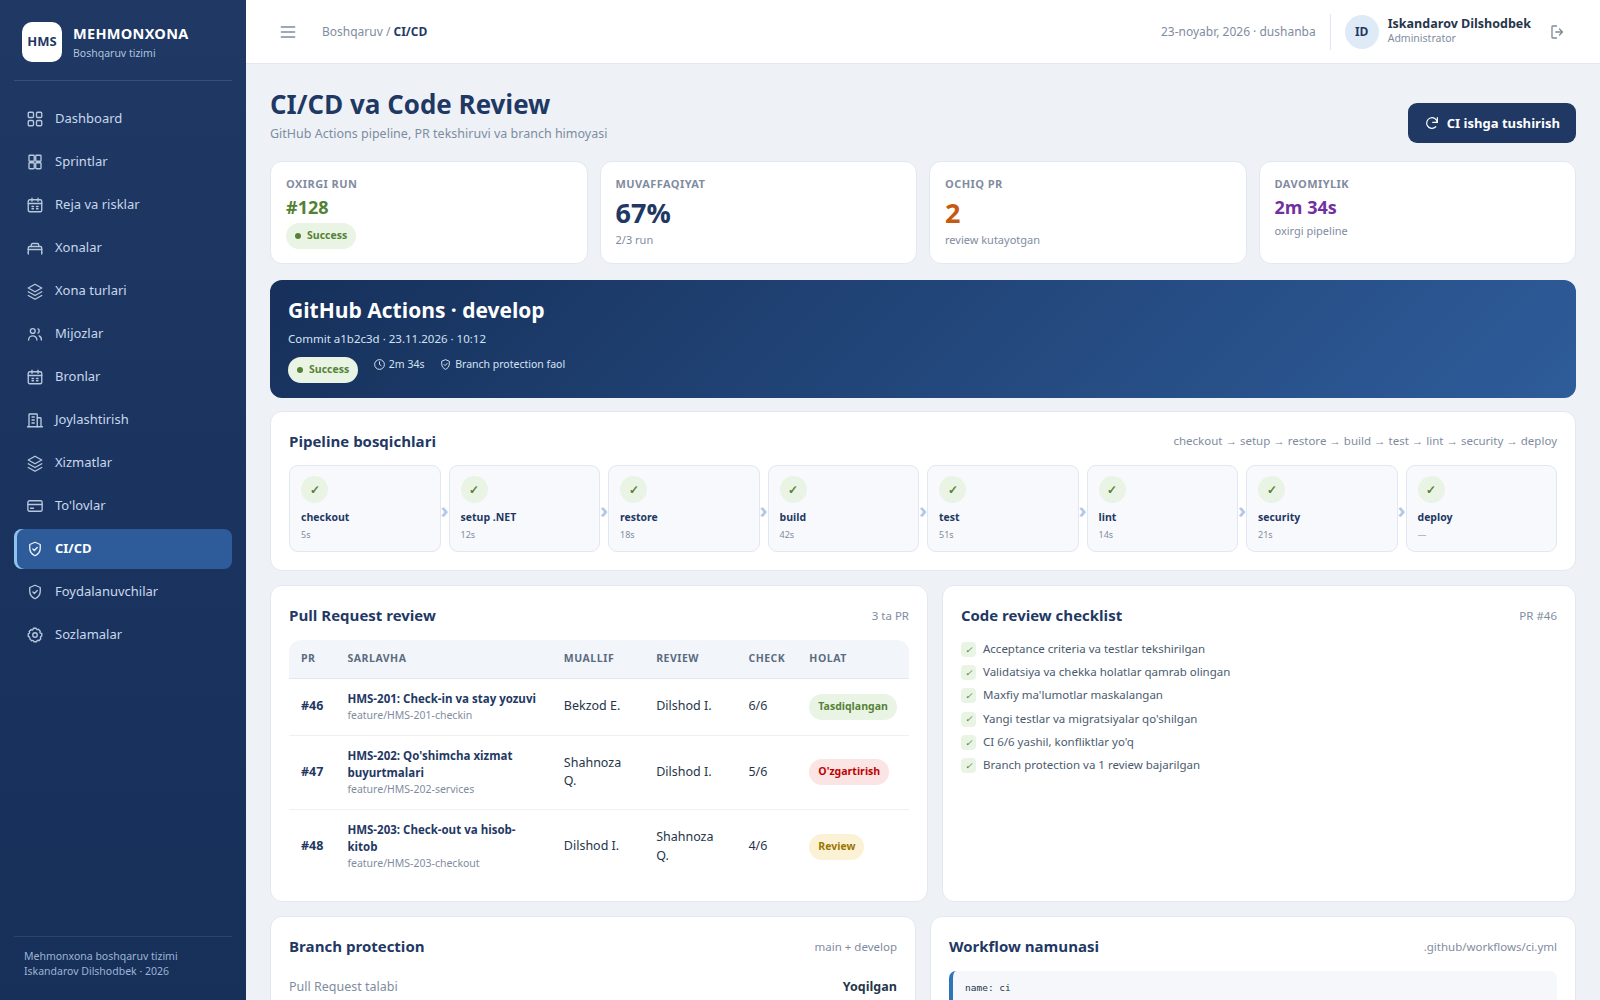 HMS
MEHMONXONA
Boshqaruv tizimi
Dashboard
Sprintlar
Reja va risklar
Xonalar
Xona turlari
Mijozlar
Bronlar
Joylashtirish
Xizmatlar
To'lovlar
CI/CD
Foydalanuvchilar
Sozlamalar
Mehmonxona boshqaruv tizimi
Iskandarov Dilshodbek · 2026
Boshqaruv / CI/CD
23-noyabr, 2026 · dushanba
ID
Iskandarov Dilshodbek
Administrator
CI/CD va Code Review
GitHub Actions pipeline, PR tekshiruvi va branch himoyasi
CI ishga tushirish
OXIRGI RUN
#128
Success
MUVAFFAQIYAT
67%
2/3 run
OCHIQ PR
2
review kutayotgan
DAVOMIYLIK
2m 34s
oxirgi pipeline
GitHub Actions · develop
Commit a1b2c3d · 23.11.2026 · 10:12
Success
2m 34s
Branch protection faol
Pipeline bosqichlari
checkout → setup → restore → build → test → lint → security → deploy
✓
checkout
5s
›
✓
setup .NET
12s
›
✓
restore
18s
›
✓
build
42s
›
✓
test
51s
›
✓
lint
14s
›
✓
security
21s
›
✓
deploy
—
Pull Request review
3 ta PR
PR SARLAVHA MUALLIF REVIEW CHECK HOLAT
#46
HMS-201: Check-in va stay yozuvi
feature/HMS-201-checkin
Bekzod E.
Dilshod I.
6/6
Tasdiqlangan
#47
HMS-202: Qo'shimcha xizmat
buyurtmalari
feature/HMS-202-services
Shahnoza
Q.
Dilshod I.
5/6
O'zgartirish
#48
HMS-203: Check-out va hisob-
kitob
feature/HMS-203-checkout
Dilshod I.
Shahnoza
Q.
4/6
Review
Code review checklist
PR #46
✓ Acceptance criteria va testlar tekshirilgan
✓ Validatsiya va chekka holatlar qamrab olingan
✓ Maxfiy ma'lumotlar maskalangan
✓ Yangi testlar va migratsiyalar qo'shilgan
✓ CI 6/6 yashil, konfliktlar yo'q
✓ Branch protection va 1 review bajarilgan
Branch protection
main + develop
Pull Request talabi
Yoqilgan
Workflow namunasi
.github/workflows/ci.yml
name: ci